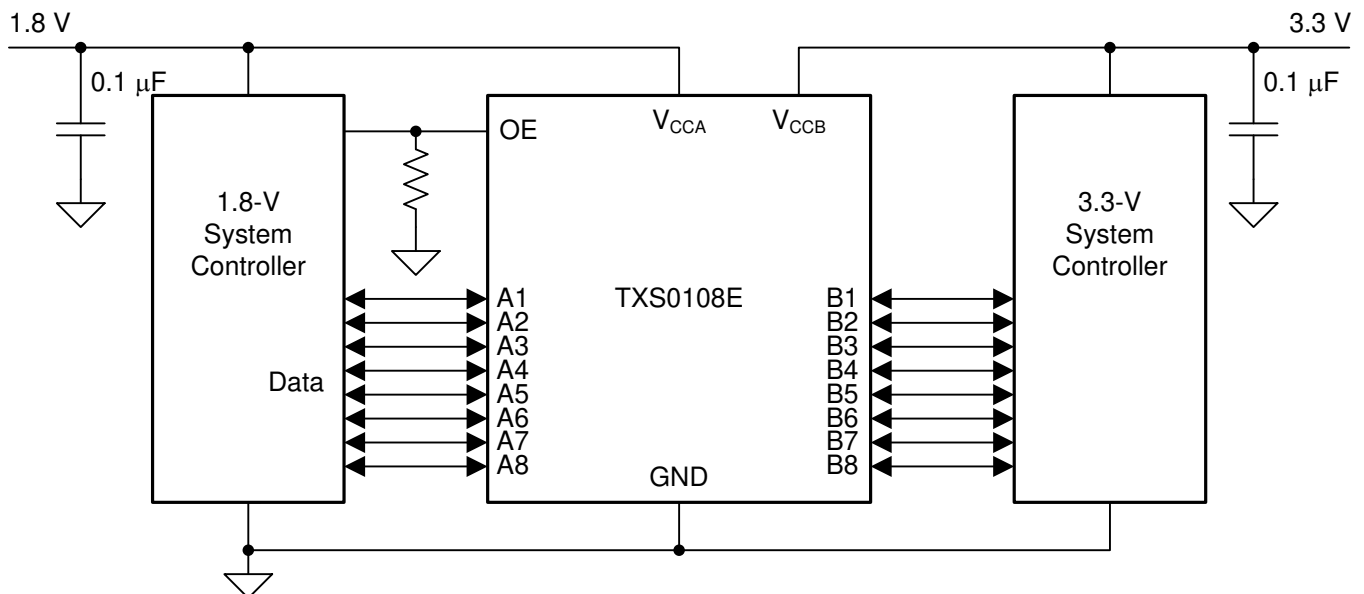 1.8 V
3.3 V
0.1 μF
0.1 μF
OE
VCCA
VCCB
1.8-V
System
Controller
3.3-V
System
Controller
TXS0108E
A1
A2
A3
A4
A5
A6
A7
A8
Data
B1
B2
B3
B4
B5
B6
B7
B8
GND